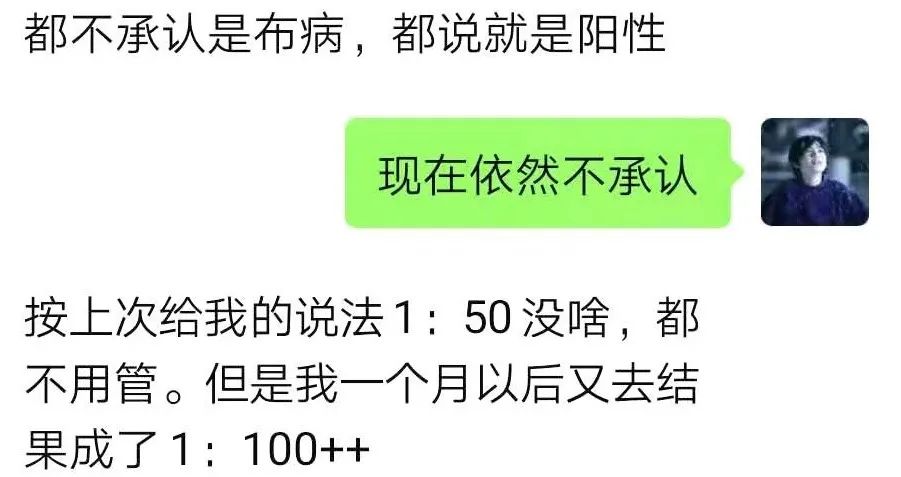 都不承认是布病，都说就是阳性
现在依然不承认
按上次给我的说法1：50没啥，都
不用管。但是我一个月以后又去结
果成了1：100++